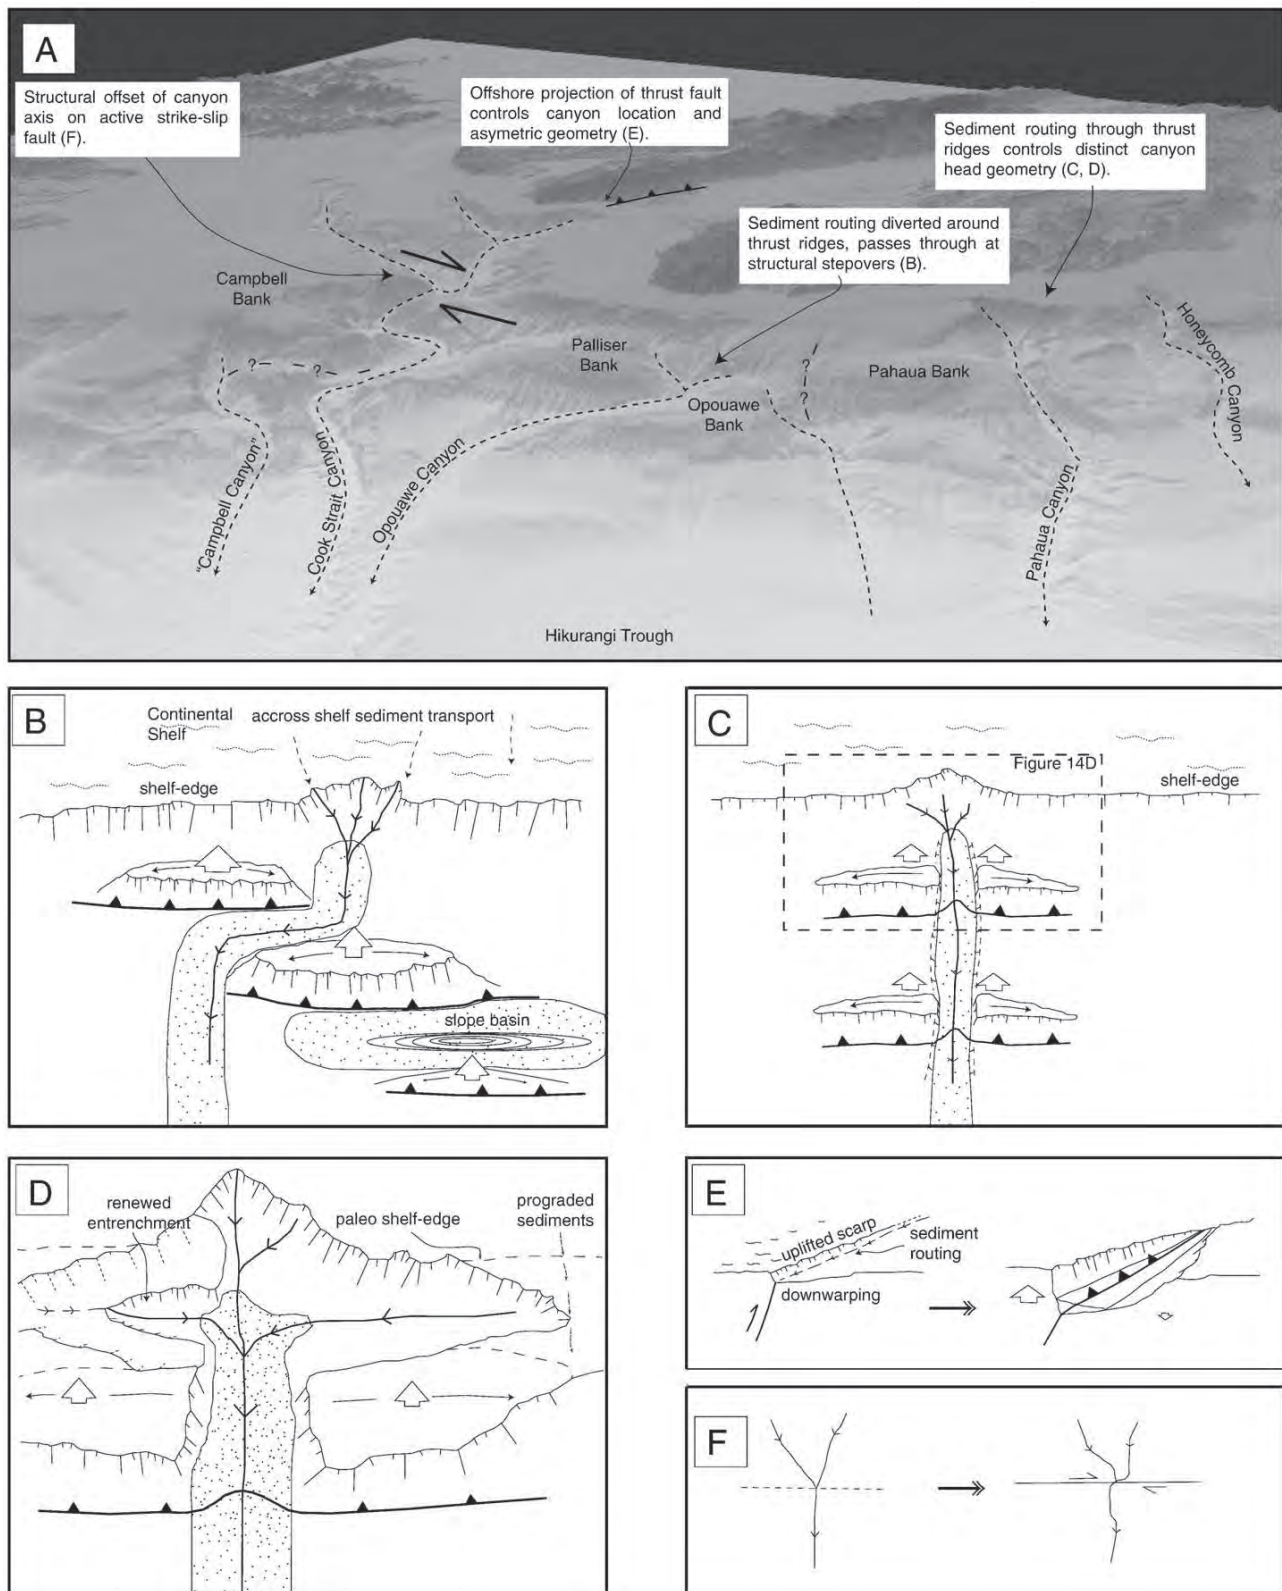 A
Structural offset of canyon
axis on active strike-slip
fault (F).
Offshore projection of thrust fault
controls canyon location and
asymetric geometry (E).
Sediment routing through thrust
ridges controls distinct canyon
head geometry (C, D).
Sediment routing diverted around
thrust ridges, passes through at
structural stepovers (B).
Campbell
Bank
Palliser
Bank
Opouawe
Bank
Pahaua Bank
Honeycomb Canyon
?
?
?
?
"Campbell Canyon"
Cook Strait Canyon
Opouawe Canyon
Pahaua Canyon
Hikurangi Trough
B
Continental
Shelf
accross shelf sediment transport
shelf-edge
slope basin
C
Figure 14D
shelf-edge
D
renewed
entrenchment
paleo shelf-edge
prograded
sediments
E
uplifted scarp
sediment
routing
downwarping
F